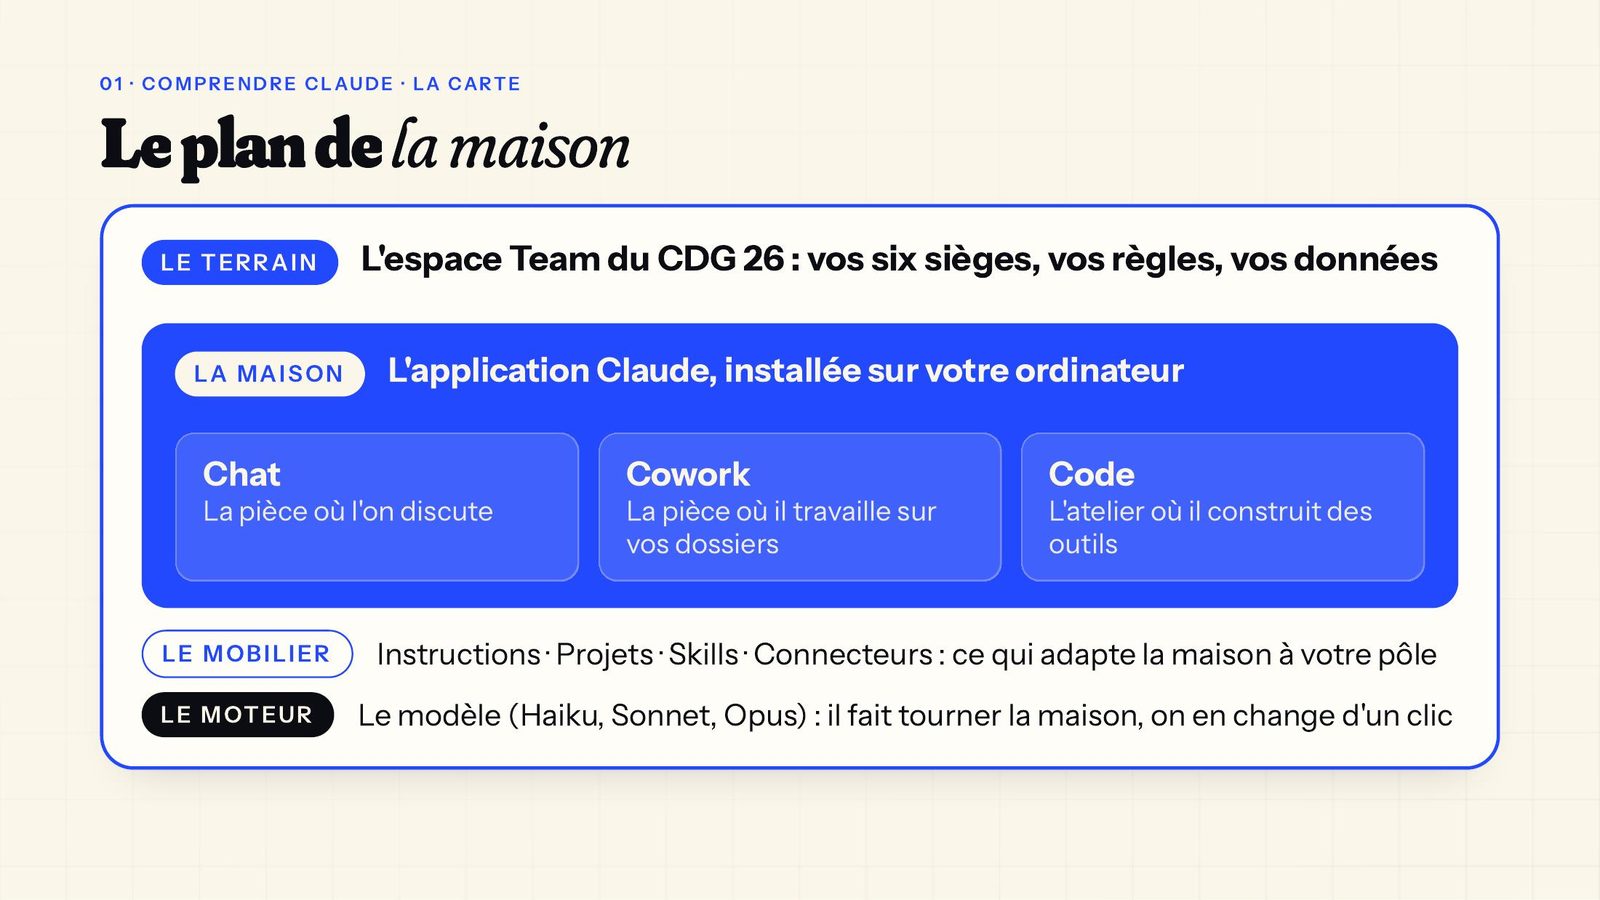 01 · COMPRENDRE CLAUDE · LA CARTE
Le plan de la maison
LE TERRAIN L'espace Team du CDG 26 : vos six sièges, vos règles, vos données
LA MAISON L'application Claude, installée sur votre ordinateur
Chat
La pièce où l'on discute
Cowork
La pièce où il travaille sur
vos dossiers
Code
L'atelier où il construit des
outils
LE MOBILIER Instructions · Projets · Skills · Connecteurs : ce qui adapte la maison à votre pôle
LE MOTEUR Le modèle (Haiku, Sonnet, Opus) : il fait tourner la maison, on en change d'un clic